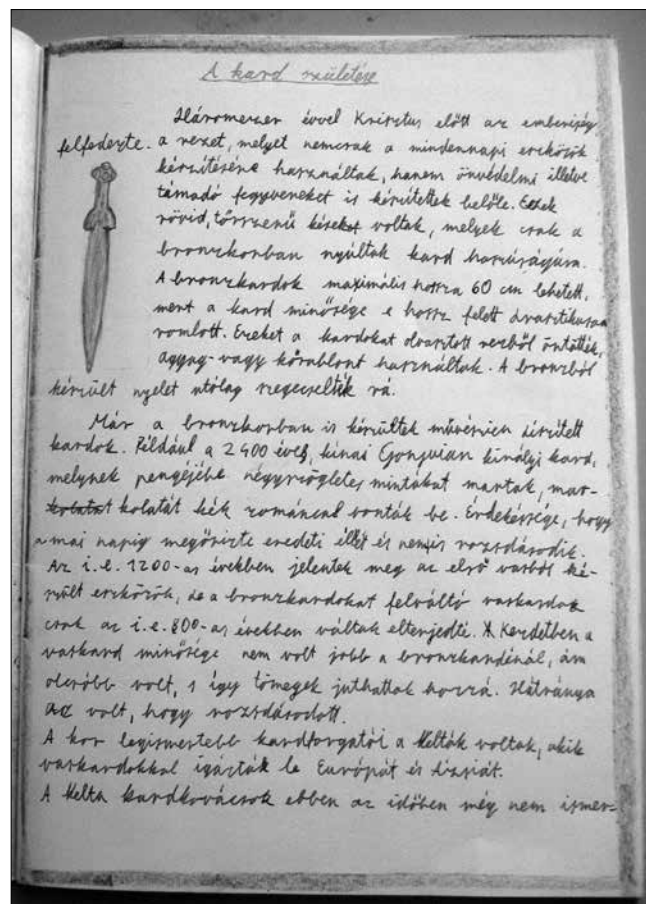 A kard születése
Háromezer évvel Krisztus előtt az emberiség
felfedezte. a rezet, melyet nemcsak a mindennapi eszközök
készítésére használtak, hanem önvédelmi illetve
támadó fegyvereket is készítettek belőle. Ezek
rövid, tőrszerű kések voltak, melyek csak a
bronzkorban nyúltak kard hosszúságúra.
A bronzkardok maximális hossza 60 cm lehetett,
mert a kard minősége e hossz felett drasztikusan
romlott. Ezeket a kardokat olvasztott rézből öntötték,
agyag- vagy kősablont használtak. A bronzból
készült nyelet utólag szegecselték rá.
Már a bronzkorban is készültek művészien díszített
kardok. Például a 2400 éves, kínai Gonjuian királyi kard,
melynek pengéjébe négyszögletes mintákat martak, mar-
kolatát kék zománccal vonták be. Érdekessége, hogy
a mai napig megőrizte eredeti élét és nem is rozsdásodik.
Az i.e. 1200-as években jelentek meg az első vasból ké-
szült eszközök, de a bronzkardokat felváltó vaskardok
csak az i.e. 800-as években váltak elterjedtté. A kezdetben a
vaskard minősége nem volt jobb a bronzkardénál, ám
olcsóbb volt, s így tömegek juthattak hozzá. Hátránya
az volt, hogy rozsdásodott.
A kor legismertebb kardforgatói a kelták voltak, akik
vaskardokkal igázták le Európát és Ázsiát.
A kelta kardkovácsok ebben az időben még nem ismer-